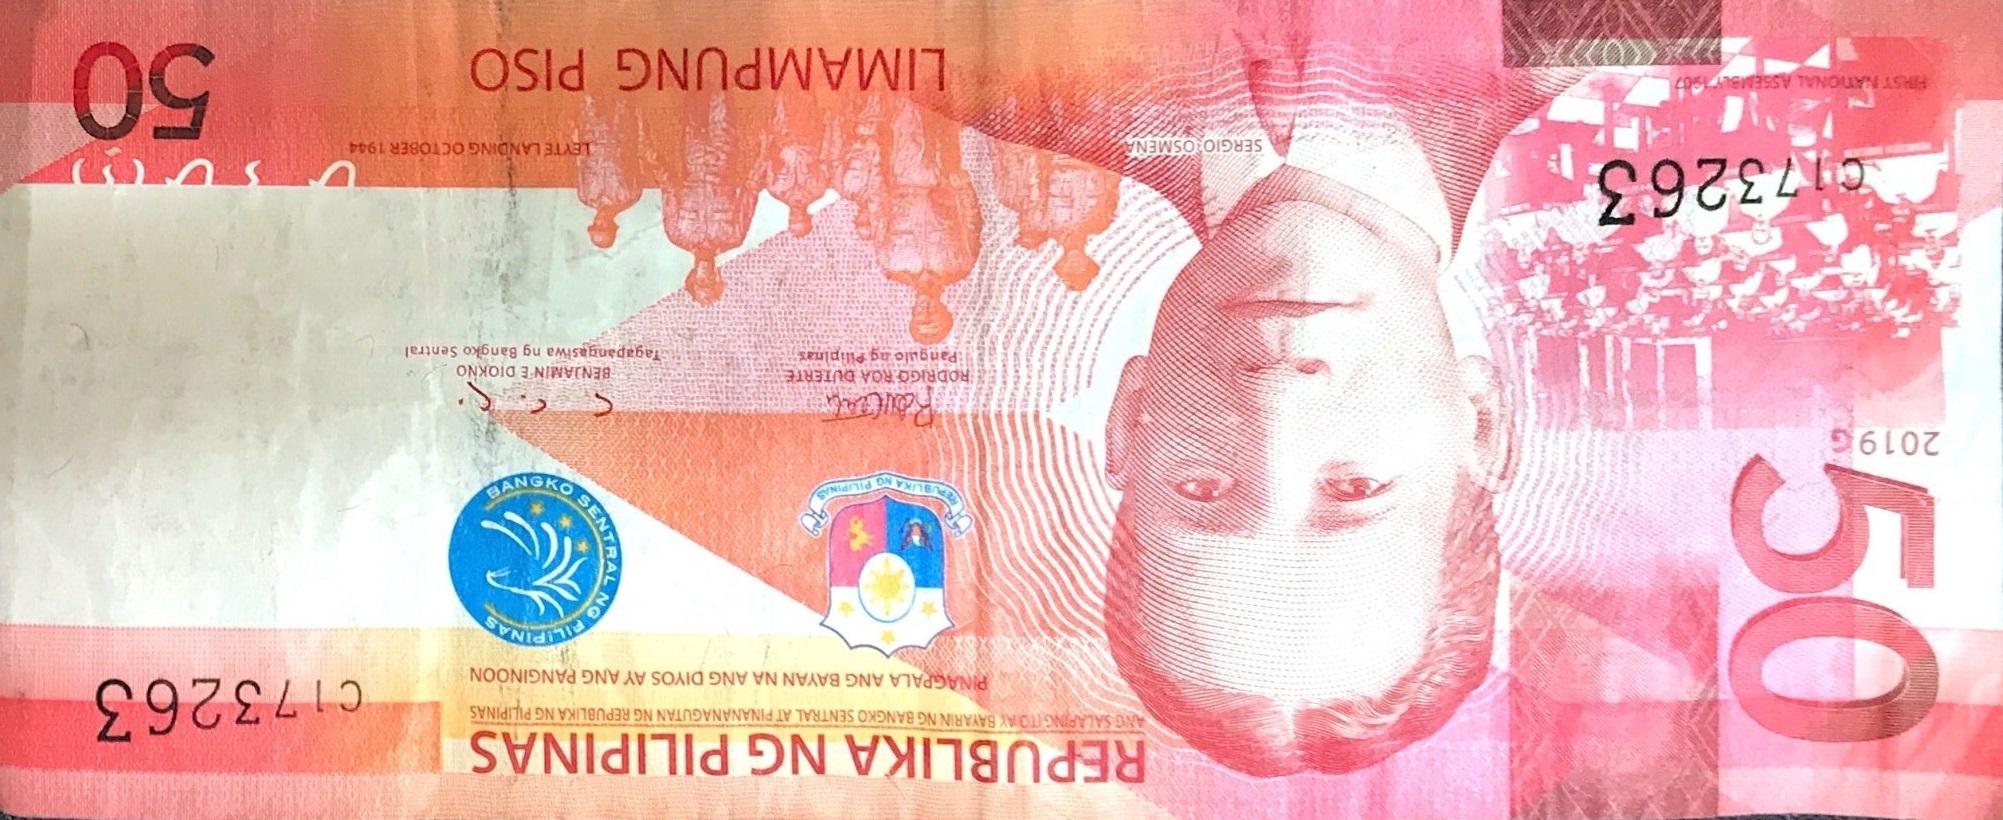 REPUBLIKA NG PILIPINAS
ANG SALAPING ITO AY BAYARIN NG BANGKO SENTRAL AT PINANANAGUTAN NG REPUBLIKA NG PILIPINAS
PINAGPALA ANG BAYAN NA ANG DIYOS AY ANG PANGINOON
C173263
50
2019G
REPUBLIKA NG PILIPINAS
BANGKO SENTRAL NG PILIPINAS
RODRIGO ROA DUTERTE
Pangulo ng Pilipinas
BENJAMIN E DIOKNO
Tagapangasiwa ng Bangko Sentral
C173263
SERGIO OSMEÑA
LEYTE LANDING OCTOBER 1944
FIRST NATIONAL ASSEMBLY 1907
LIMAMPUNG PISO
50